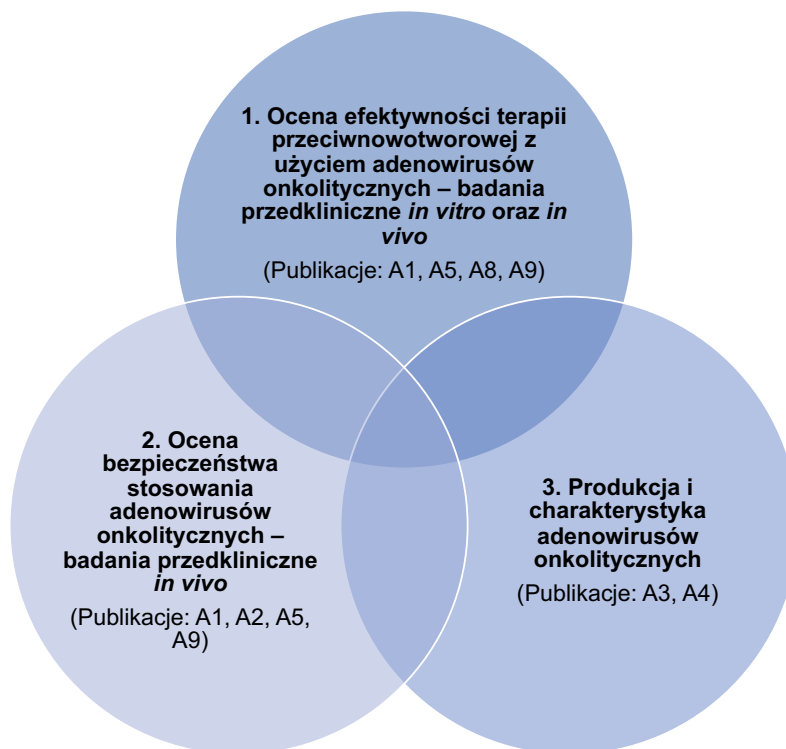 1. Ocena efektywności terapii
przeciwnowotworowej z
użyciem adenowirusów
onkolitycznych – badania
przedkliniczne in vitro oraz in
vivo
(Publikacje: A1, A5, A8, A9)
2. Ocena
bezpieczeństwa
stosowania
adenowirusów
onkolitycznych –
badania przedkliniczne
in vivo
(Publikacje: A1, A2, A5,
A9)
3. Produkcja i
charakterystyka
adenowirusów
onkolitycznych
(Publikacje: A3, A4)